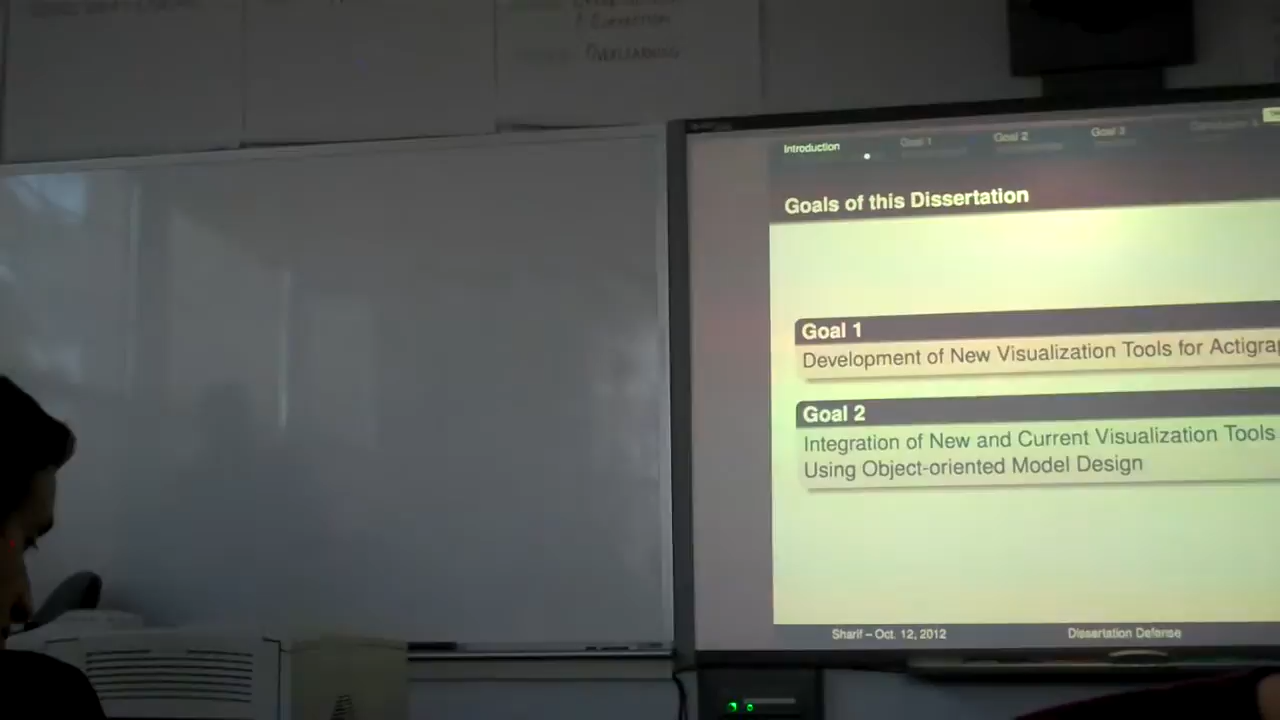 Introduction
Goal 1
Goal 2
Goal 3
Goals of this Dissertation
Goal 1
Development of New Visualization Tools for Actigra
Goal 2
Integration of New and Current Visualization Tools
Using Object-oriented Model Design
Sharif – Oct. 12, 2012
Dissertation Defense